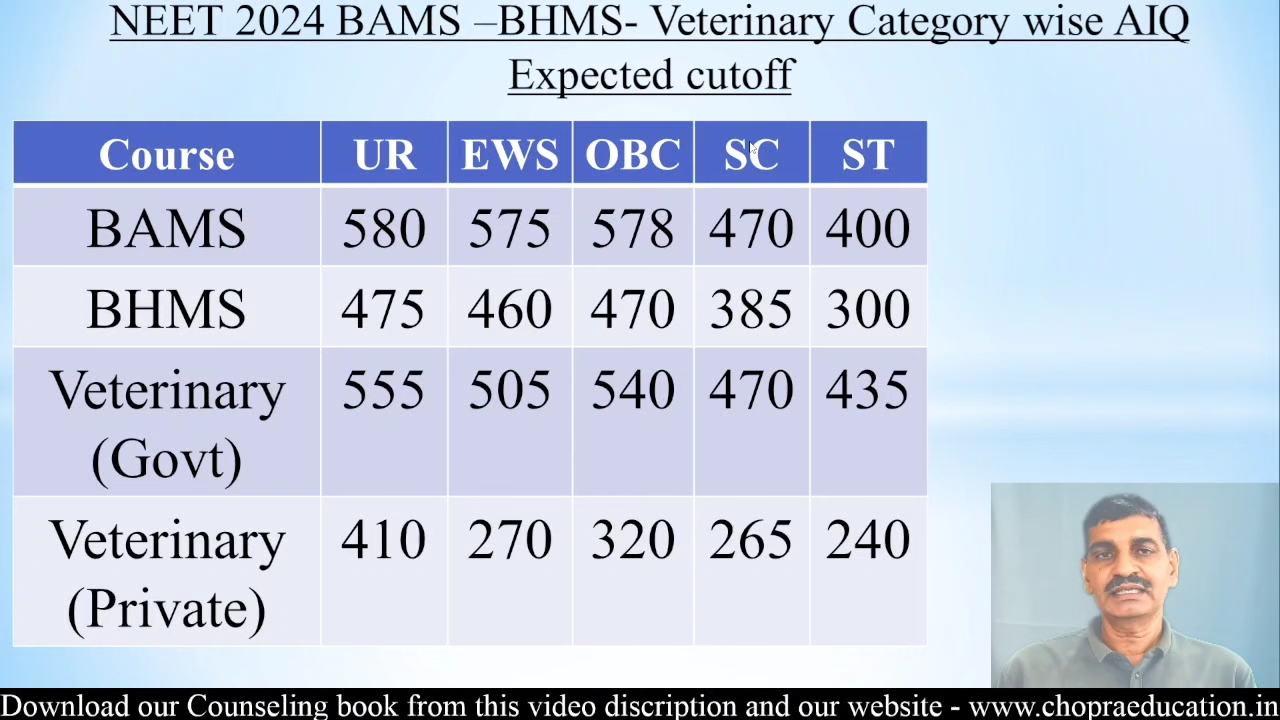 NEET 2024 BAMS –BHMS- Veterinary Category wise AIQ
Expected cutoff
Course UR EWS OBC SC ST
BAMS 580 575 578 470 400
BHMS 475 460 470 385 300
Veterinary 555 505 540 470 435
(Govt)
Veterinary 410 270 320 265 240
(Private)
Download our Counseling book from this video discription and our website - www.chopraeducation.in